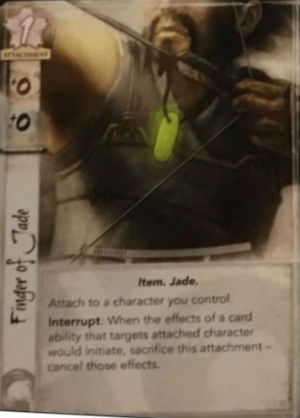 1
ATTACHMENT
+0
+0
Finger of Jade
Item. Jade.
Attach to a character you control.
Interrupt: When the effects of a card
ability that targets attached character
would initiate, sacrifice this attachment –
cancel those effects.